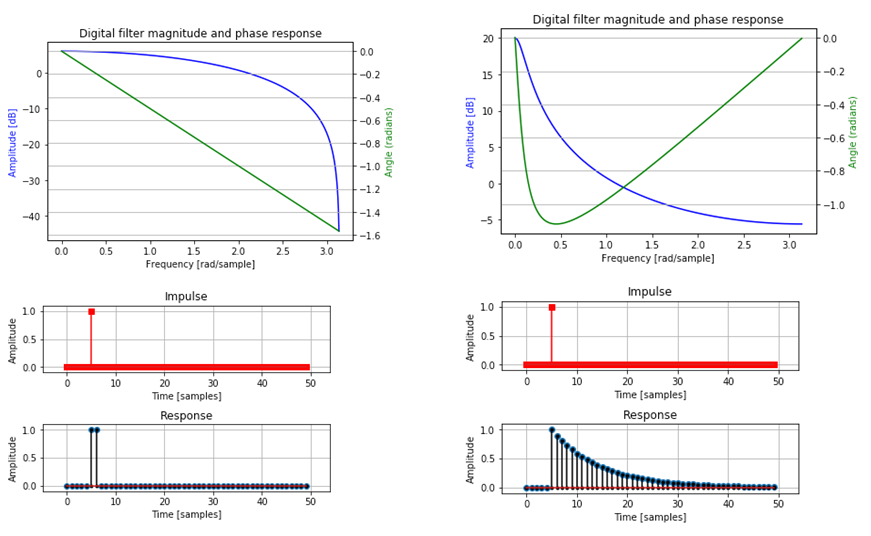 Digital filter magnitude and phase response
Amplitude [dB]
0
−10
−20
−30
−40
0.0
−0.2
−0.4
−0.6
−0.8
−1.0
−1.2
−1.4
−1.6
Angle (radians)
0.0 0.5 1.0 1.5 2.0 2.5 3.0
Frequency [rad/sample]
Impulse
Amplitude
1.0
0.5
0.0
0 10 20 30 40 50
Time [samples]
Response
Amplitude
1.0
0.5
0.0
0 10 20 30 40 50
Time [samples]
Digital filter magnitude and phase response
Amplitude [dB]
20
15
10
5
0
−5
0.0
−0.2
−0.4
−0.6
−0.8
−1.0
Angle (radians)
0.0 0.5 1.0 1.5 2.0 2.5 3.0
Frequency [rad/sample]
Impulse
Amplitude
1.0
0.5
0.0
0 10 20 30 40 50
Time [samples]
Response
Amplitude
1.0
0.5
0.0
0 10 20 30 40 50
Time [samples]